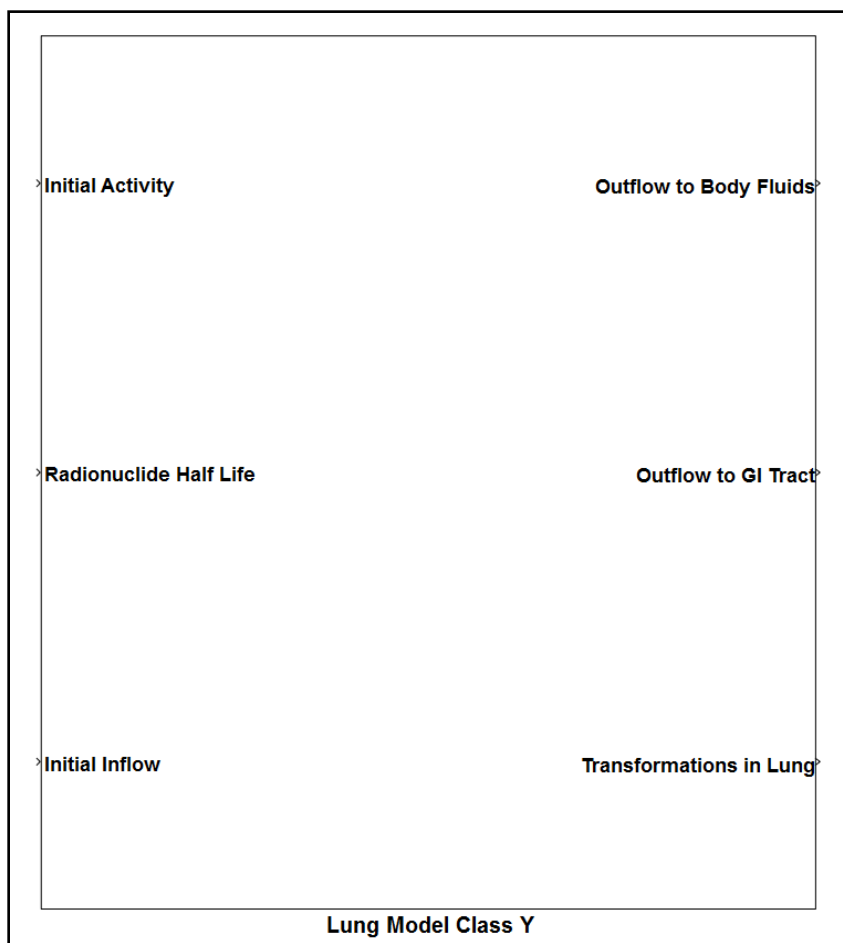 Initial Activity
Outflow to Body Fluids
Radionuclide Half Life
Outflow to GI Tract
Initial Inflow
Transformations in Lung
Lung Model Class Y